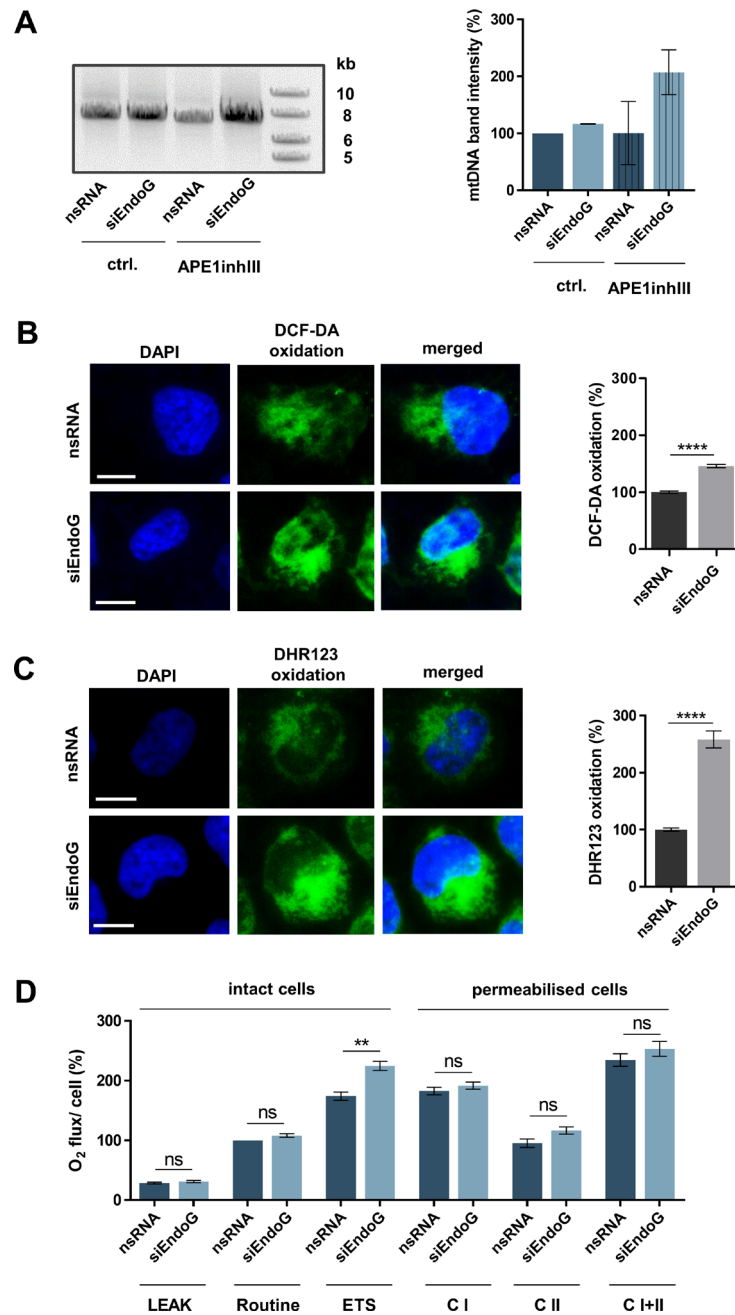 A
kb
10
8
6
5
nsRNA
siEndoG
nsRNA
siEndoG
ctrl.
APE1inhIII
mtDNA band intensity (%)
300
200
100
0
nsRNA
siEndoG
nsRNA
siEndoG
ctrl.
APE1inhIII
B
DAPI
DCF-DA
oxidation
merged
nsRNA
siEndoG
DCF-DA oxidation (%)
300
200
100
0
****
nsRNA
siEndoG
C
DAPI
DHR123
oxidation
merged
nsRNA
siEndoG
DHR123 oxidation (%)
300
200
100
0
****
nsRNA
siEndoG
D
intact cells
permeabilised cells
O2 flux/ cell (%)
300
200
100
0
ns
ns
**
ns
ns
ns
nsRNA
siEndoG
nsRNA
siEndoG
nsRNA
siEndoG
nsRNA
siEndoG
nsRNA
siEndoG
nsRNA
siEndoG
LEAK
Routine
ETS
C I
C II
C I+II